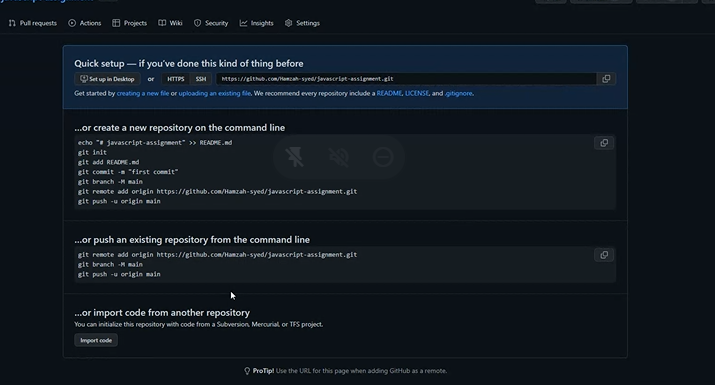 Pull requests Actions Projects Wiki Security Insights Settings
Quick setup — if you've done this kind of thing before
Set up in Desktop or HTTPS SSH https://github.com/Hamzah-syed/javascript-assignment.git
Get started by creating a new file or uploading an existing file. We recommend every repository include a README, LICENSE, and .gitignore.
...or create a new repository on the command line
echo "# javascript-assignment" >> README.md
git init
git add README.md
git commit -m "first commit"
git branch -M main
git remote add origin https://github.com/Hamzah-syed/javascript-assignment.git
git push -u origin main
...or push an existing repository from the command line
git remote add origin https://github.com/Hamzah-syed/javascript-assignment.git
git branch -M main
git push -u origin main
...or import code from another repository
You can initialize this repository with code from a Subversion, Mercurial, or TFS project.
Import code
ProTip! Use the URL for this page when adding GitHub as a remote.